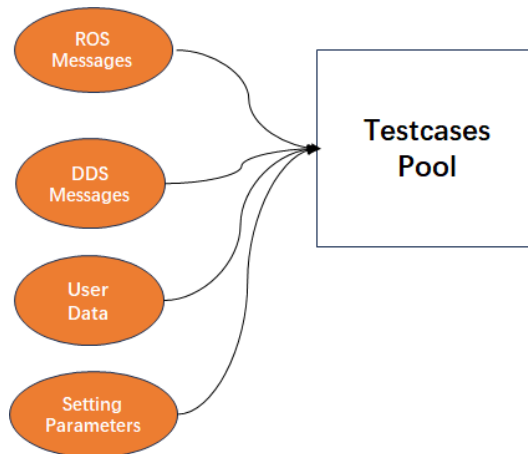 ROS
Messages
DDS
Messages
User
Data
Setting
Parameters
Testcases
Pool